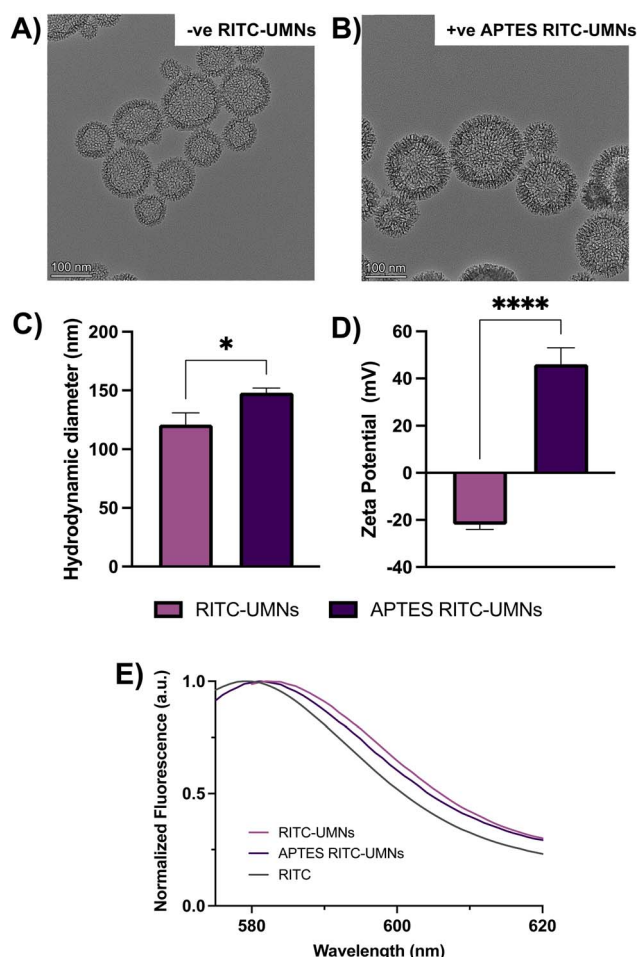 A)
-ve RITC-UMNs
100 nm
B)
+ve APTES RITC-UMNs
100 nm
C)
Hydrodynamic diameter (nm)
200
150
100
50
0
*
D)
Zeta Potential (mV)
60
40
20
0
-20
-40
****
RITC-UMNs
APTES RITC-UMNs
E)
Normalized Fluorescence (a.u.)
1.0
0.5
0.0
RITC-UMNs
APTES RITC-UMNs
RITC
580
600
620
Wavelength (nm)